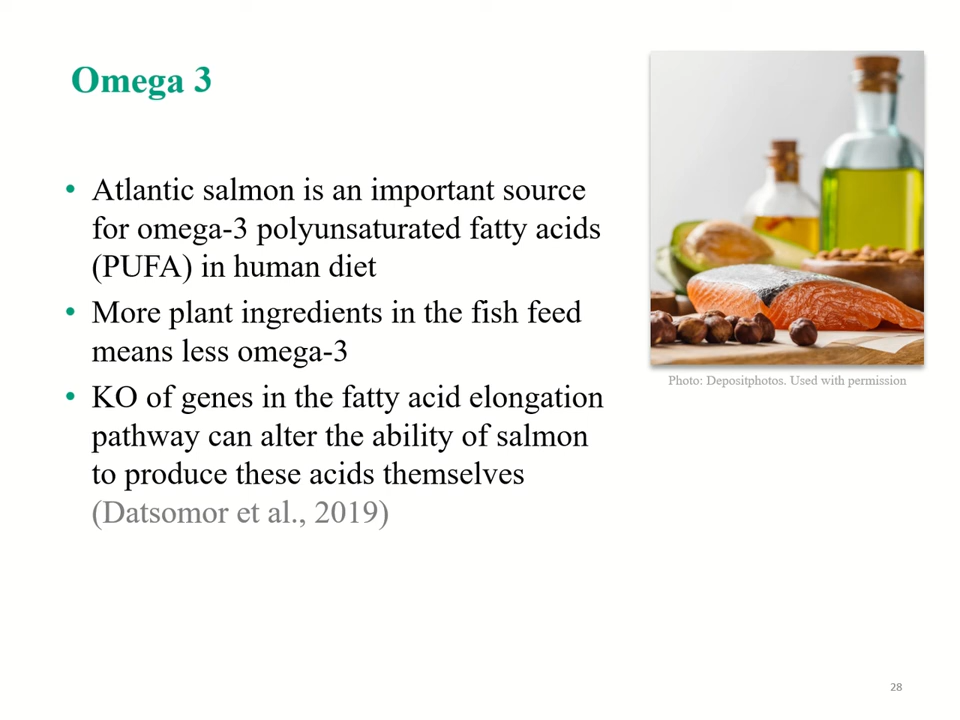 Omega 3
• Atlantic salmon is an important source
for omega-3 polyunsaturated fatty acids
(PUFA) in human diet
• More plant ingredients in the fish feed
means less omega-3
• KO of genes in the fatty acid elongation
pathway can alter the ability of salmon
to produce these acids themselves
(Datsomor et al., 2019)
Photo: Depositphotos. Used with permission
28